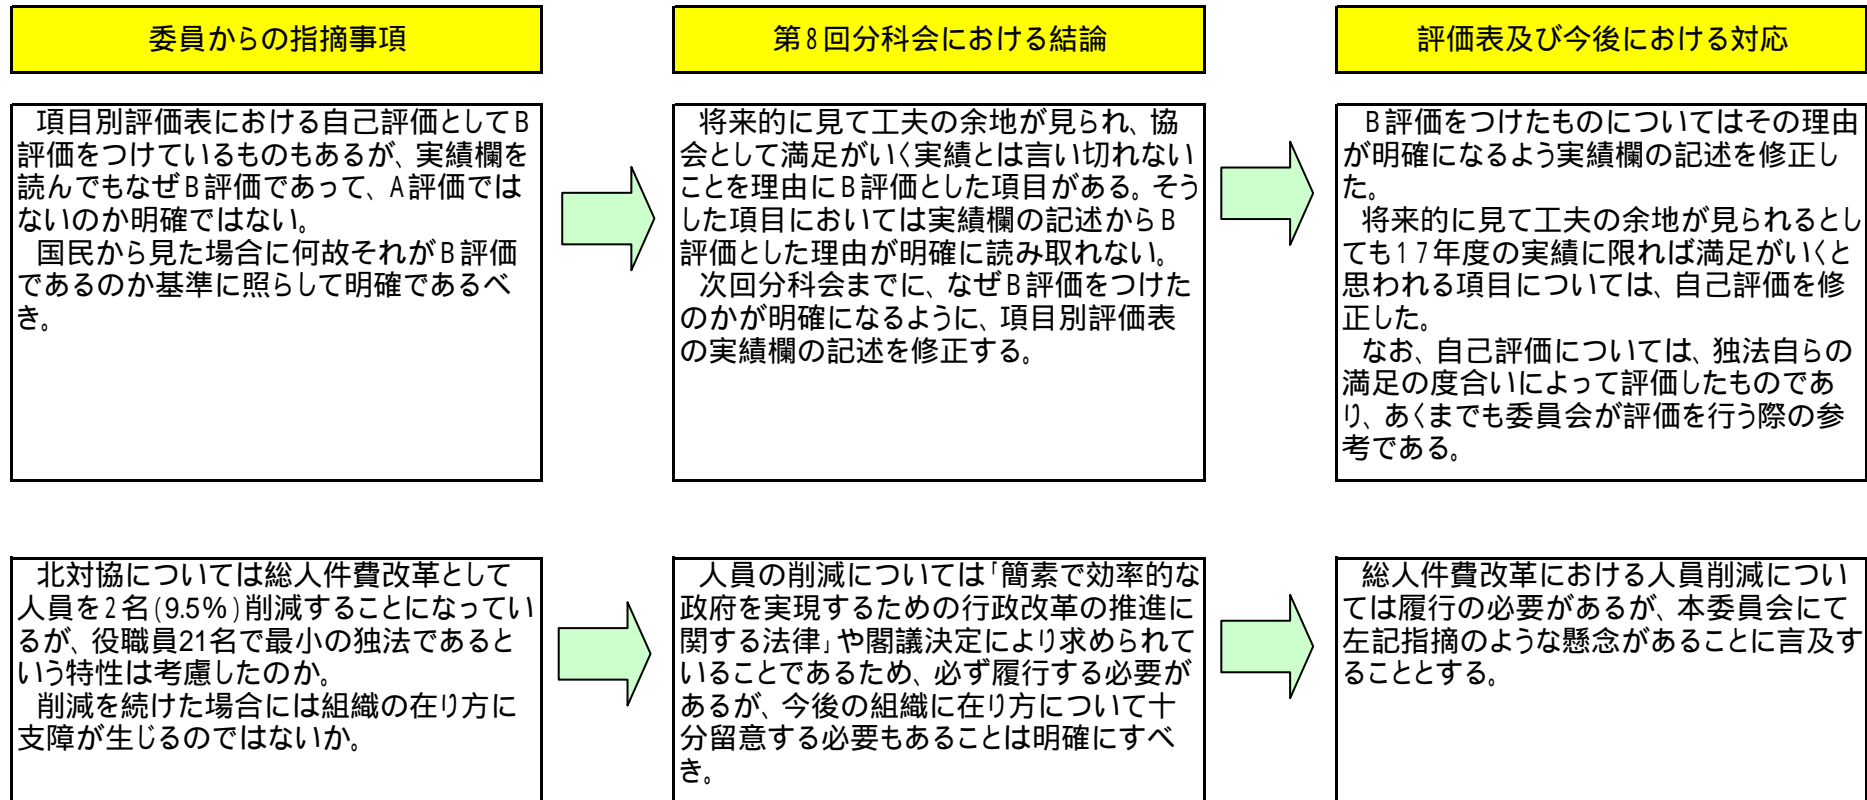 委員からの指摘事項
第8回分科会における結論
評価表及び今後における対応
項目別評価表における自己評価としてB
評価をつけているものもあるが、実績欄を
読んでもなぜB評価であって、A評価では
ないのか明確ではない。
国民から見た場合に何故それがB評価
であるのか基準に照らして明確であるべ
き。
将来的に見て工夫の余地が見られ、協
会として満足がいく実績とは言い切れない
ことを理由にB評価とした項目がある。そう
した項目においては実績欄の記述からB
評価とした理由が明確に読み取れない。
次回分科会までに、なぜB評価をつけた
のかが明確になるように、項目別評価表
の実績欄の記述を修正する。
B評価をつけたものについてはその理由
が明確になるよう実績欄の記述を修正し
た。
将来的に見て工夫の余地が見られるとし
ても17年度の実績に限れば満足がいくと
思われる項目については、自己評価を修
正した。
なお、自己評価については、独法自らの
満足の度合いによって評価したものであ
り、あくまでも委員会が評価を行う際の参
考である。
北対協については総人件費改革として
人員を2名(9.5%)削減することになってい
るが、役職員21名で最小の独法であると
いう特性は考慮したのか。
削減を続けた場合には組織の在り方に
支障が生じるのではないか。
人員の削減については「簡素で効率的な
政府を実現するための行政改革の推進に
関する法律」や閣議決定により求められて
いることであるため、必ず履行する必要が
あるが、今後の組織に在り方について十
分留意する必要もあることは明確にすべ
き。
総人件費改革における人員削減につい
ては履行の必要があるが、本委員会にて
左記指摘のような懸念があることに言及す
ることとする。